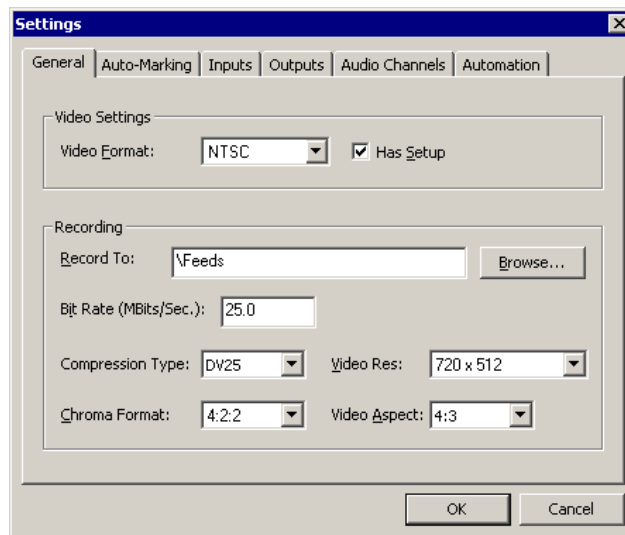 Settings
General Auto-Marking Inputs Outputs Audio Channels Automation
Video Settings
Video Format: NTSC Has Setup
Recording
Record To: \Feeds Browse...
Bit Rate (MBits/Sec.): 25.0
Compression Type: DV25 Video Res: 720 x 512
Chroma Format: 4:2:2 Video Aspect: 4:3
OK Cancel